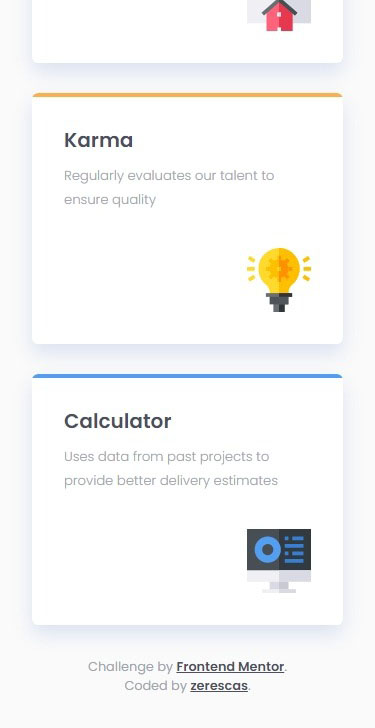 Karma
Regularly evaluates our talent to
ensure quality
Calculator
Uses data from past projects to
provide better delivery estimates
Challenge by Frontend Mentor.
Coded by zerescas.